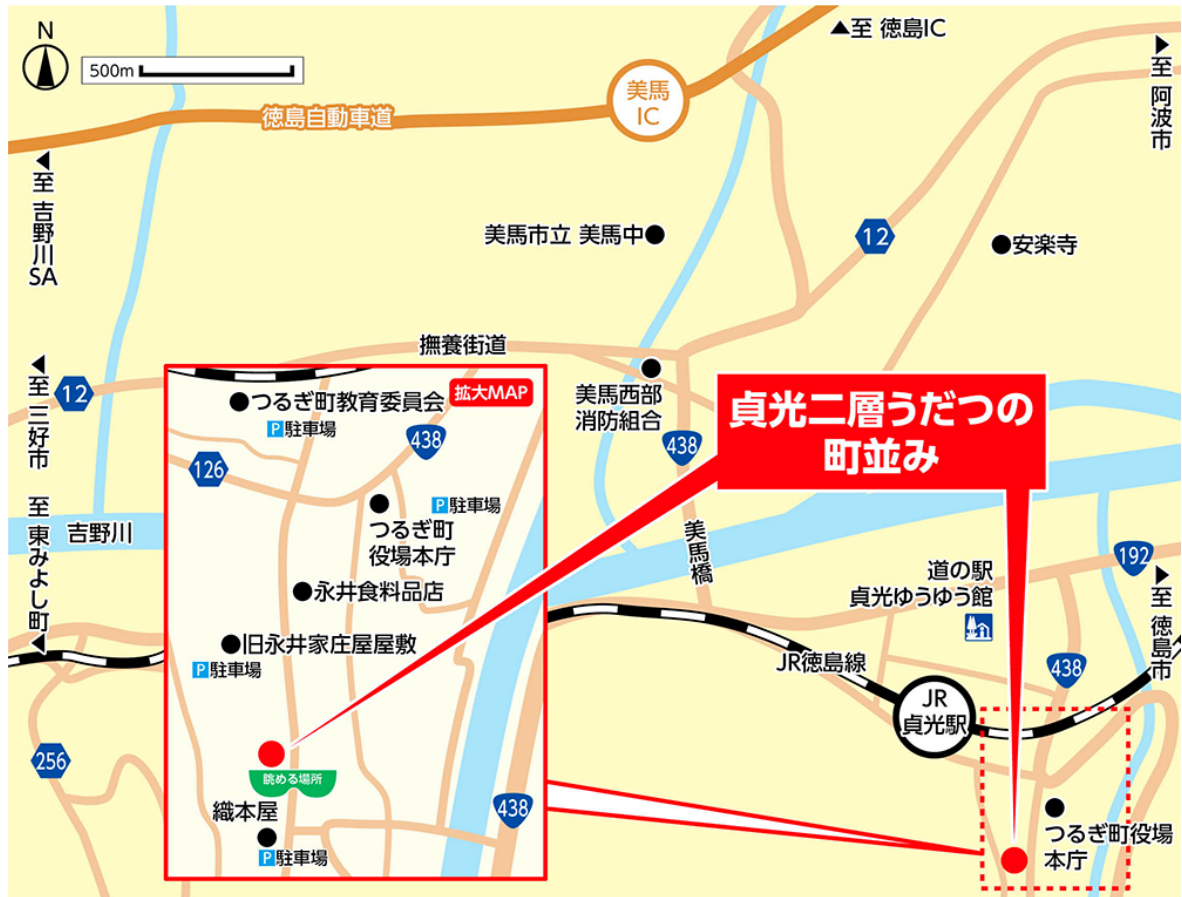 N
500m
▲至 徳島IC
▲至 阿波市
美馬
IC
徳島自動車道
▲至 吉野川SA
美馬市立 美馬中
12
安楽寺
撫養街道
▲至 三好市
12
美馬西部
消防組合
438
貞光二層うだつの
町並み
拡大MAP
つるぎ町教育委員会
P駐車場
438
126
つるぎ町
役場本庁
P駐車場
永井食料品店
旧永井家庄屋屋敷
P駐車場
眺める場所
織本屋
P駐車場
438
吉野川
至 東みよし町▲
256
美馬橋
192
道の駅
貞光ゆうゆう館
▲至 徳島市
JR徳島線
438
JR
貞光駅
つるぎ町役場
本庁